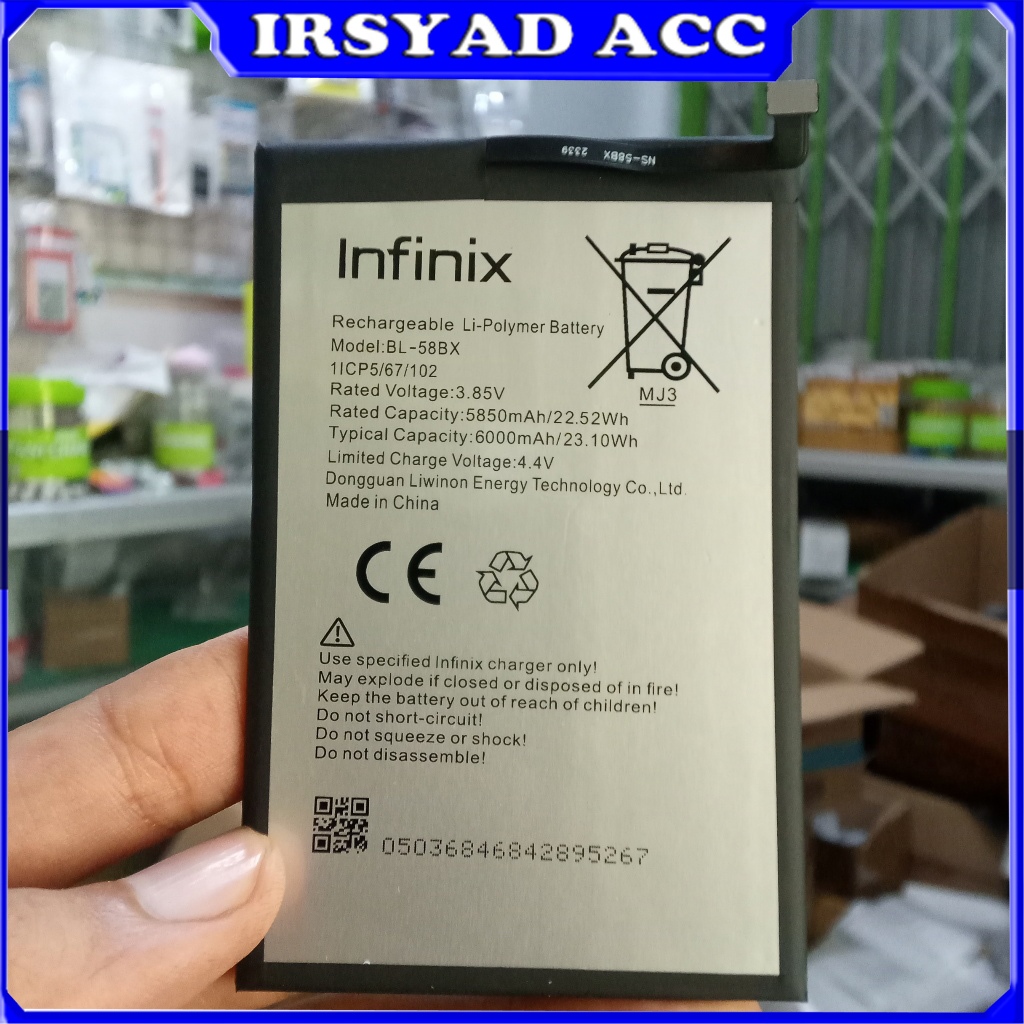 IRSYAD ACC
NS-58BX 2339
Infinix
Rechargeable Li-Polymer Battery
Model:BL-58BX
1ICP5/67/102
Rated Voltage:3.85V
Rated Capacity:5850mAh/22.52Wh
Typical Capacity:6000mAh/23.10Wh
Limited Charge Voltage:4.4V
Dongguan Liwinon Energy Technology Co.,Ltd.
Made in China
MJ3
CE
Use specified Infinix charger only!
May explode if closed or disposed of in fire!
Keep the battery out of reach of children!
Do not short-circuit!
Do not squeeze or shock!
Do not disassemble!
05036846842895267